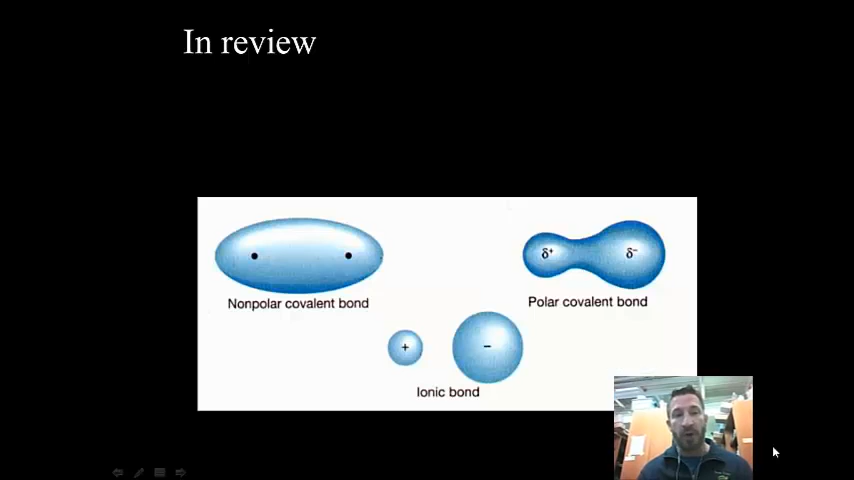 In review
δ+ δ−
Nonpolar covalent bond
Polar covalent bond
+ −
Ionic bond